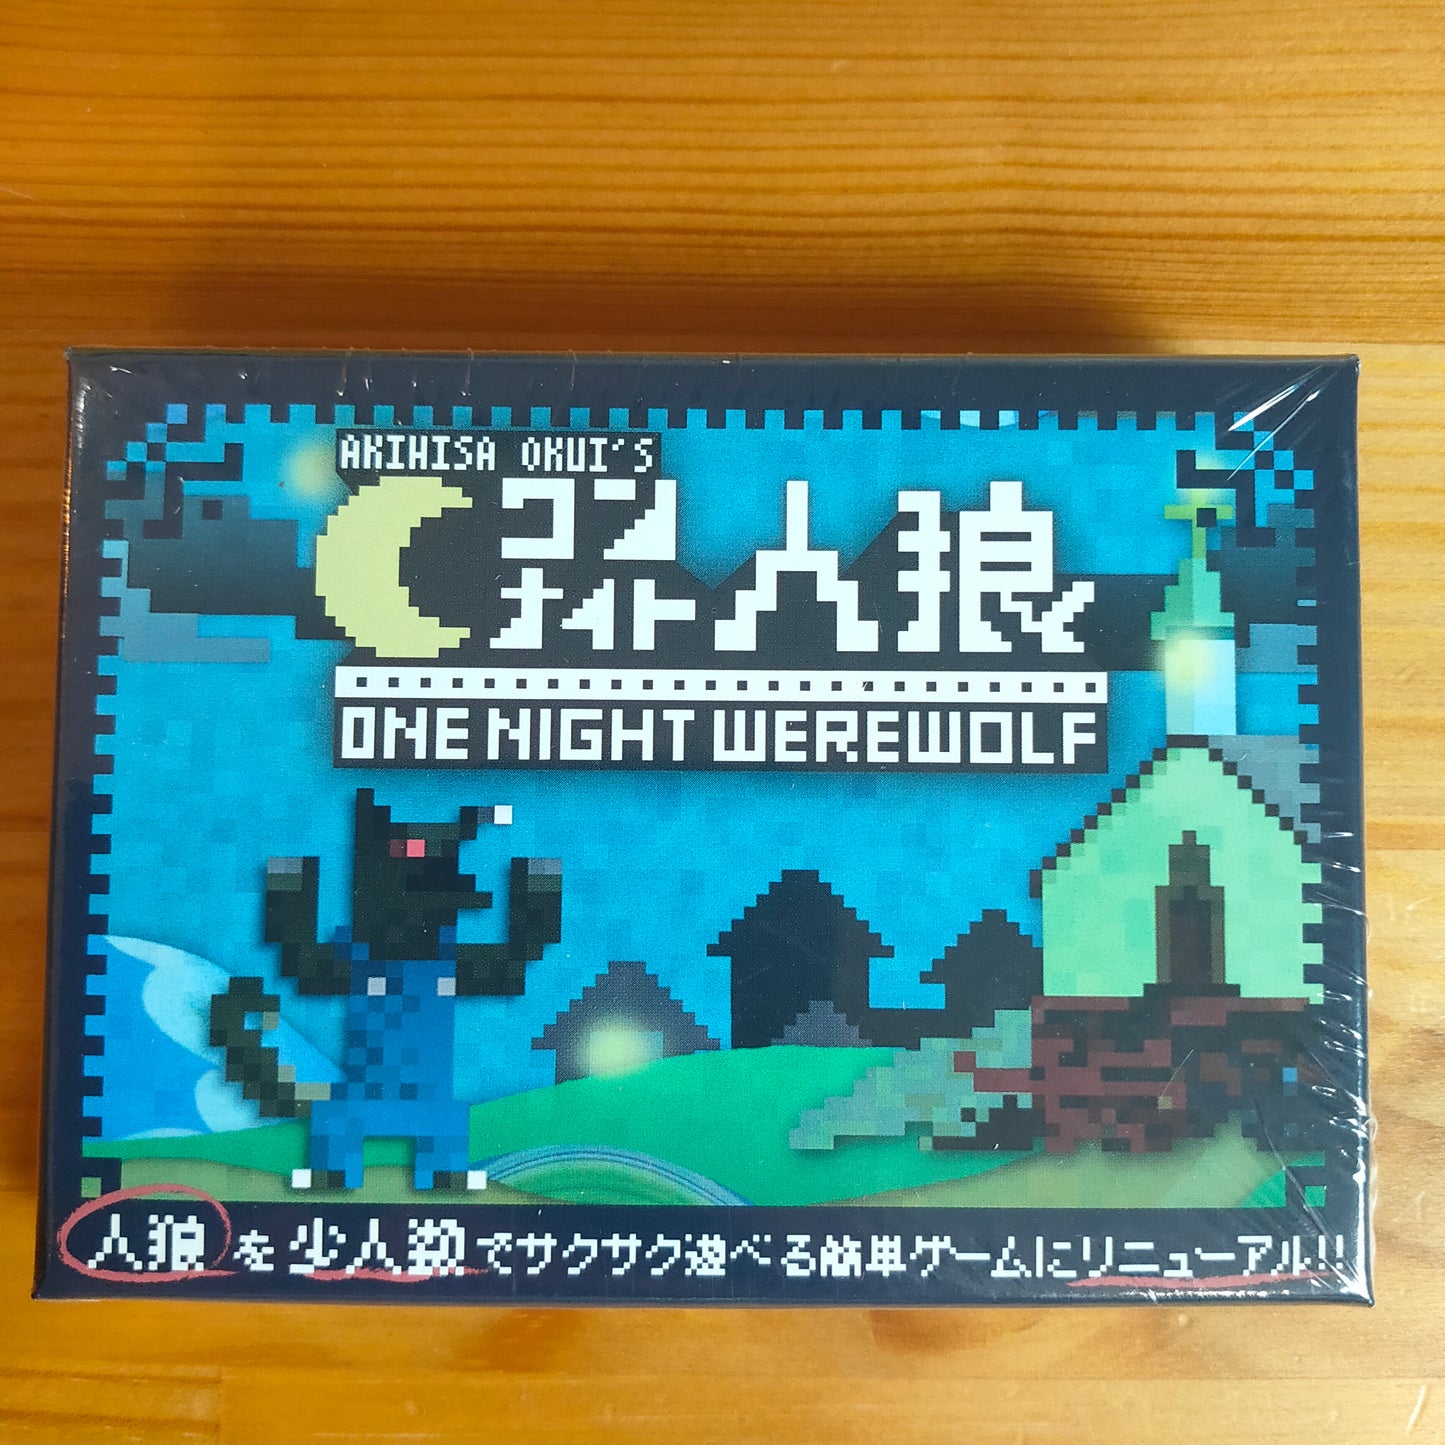 AKIHISA OKUI'S
ワンナイト人狼
ONE NIGHT WEREWOLF
人狼を少人数でサクサク遊べる簡単ゲームにリニューアル!!